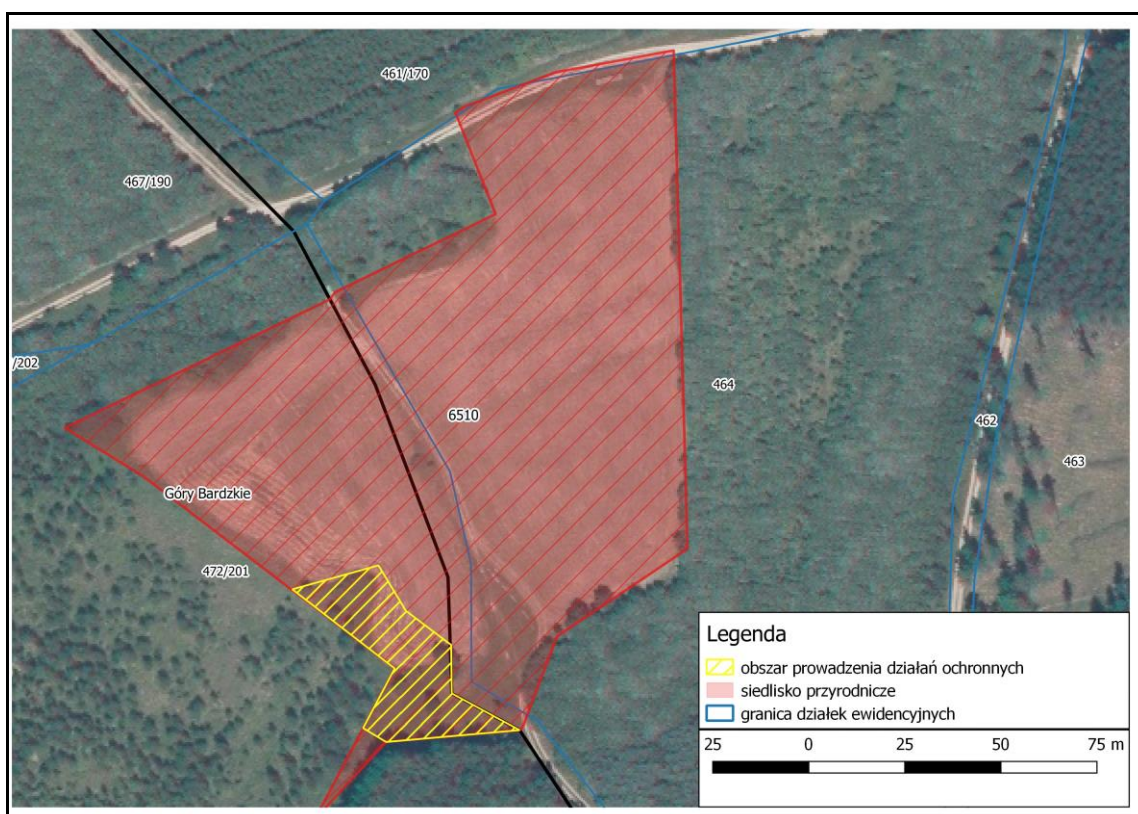 461/170
467/190
/202
464
6510
462
463
Góry Bardzkie
472/201
Legenda
obszar prowadzenia działań ochronnych
siedlisko przyrodnicze
granica działek ewidencyjnych
25 0 25 50 75 m